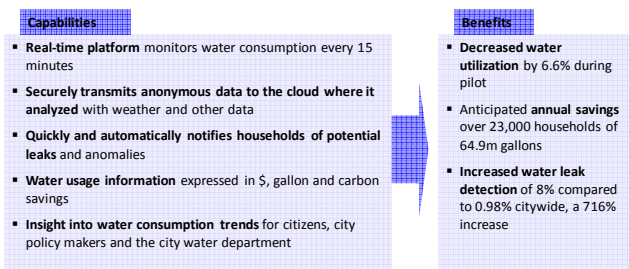 Capabilities
▪ Real-time platform monitors water consumption every 15
minutes
▪ Securely transmits anonymous data to the cloud where it
analyzed with weather and other data
▪ Quickly and automatically notifies households of potential
leaks and anomalies
▪ Water usage information expressed in $, gallon and carbon
savings
▪ Insight into water consumption trends for citizens, city
policy makers and the city water department
Benefits
▪ Decreased water
utilization by 6.6% during
pilot
▪ Anticipated annual savings
over 23,000 households of
64.9m gallons
▪ Increased water leak
detection of 8% compared
to 0.98% citywide, a 716%
increase